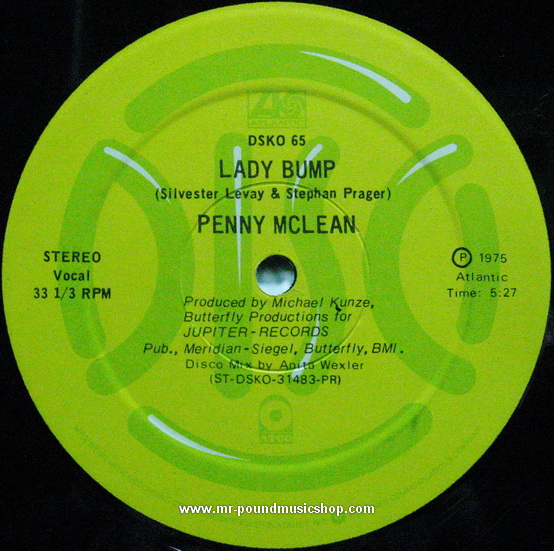 ATLANTIC
DSKO 65
LADY BUMP
(Silvester Levay & Stephan Prager)
PENNY MCLEAN
STEREO
Vocal
33 1/3 RPM
Ⓟ 1975
Atlantic
Time: 5:27
Produced by Michael Kunze,
Butterfly Productions for
JUPITER-RECORDS
Pub., Meridian-Siegel, Butterfly, BMI.
Disco Mix by Anita Wexler
(ST-DSKO-31483-PR)
ATCO
www.mr-poundmusicshop.com